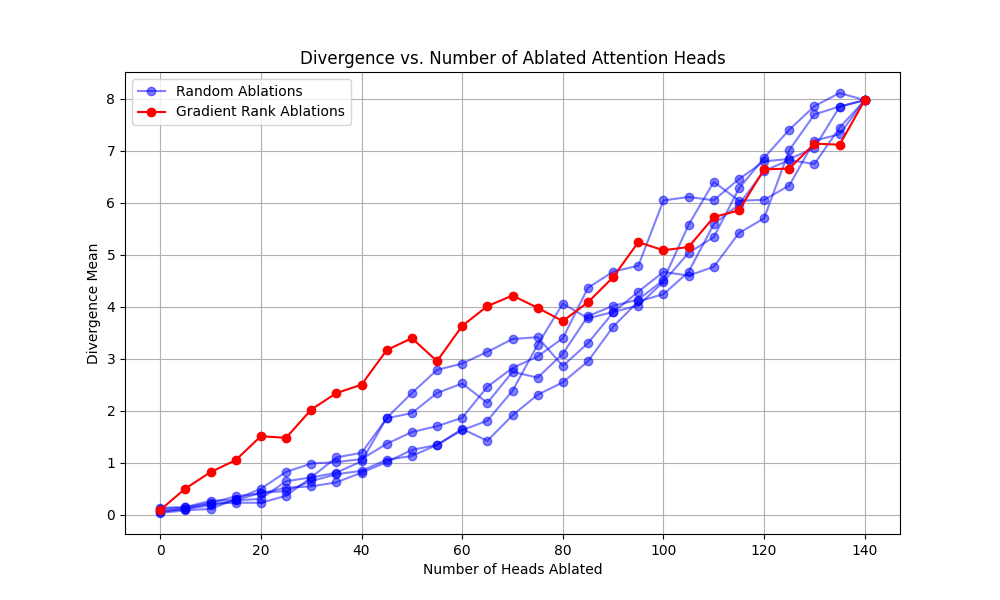 Divergence vs. Number of Ablated Attention Heads
Random Ablations
Gradient Rank Ablations
Divergence Mean
8
7
6
5
4
3
2
1
0
0 20 40 60 80 100 120 140
Number of Heads Ablated